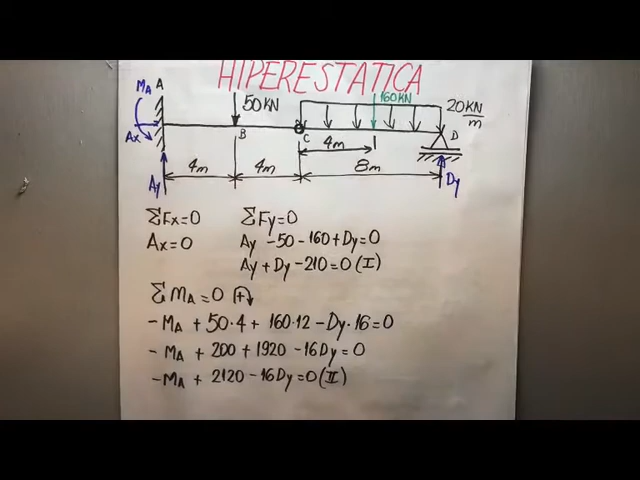 HIPERESTATICA
MA A
50KN
160KN
20KN/m
Ax
B
C
D
4m
4m
4m
8m
Ay
Dy
ΣFx=0 ΣFy=0
Ax=0 Ay -50-160+Dy=0
Ay+Dy-210=0(I)
ΣMA=0 (+)
-MA + 50·4 + 160·12 - Dy·16=0
-MA + 200 + 1920 -16Dy=0
-MA + 2120 -16Dy=0(II)